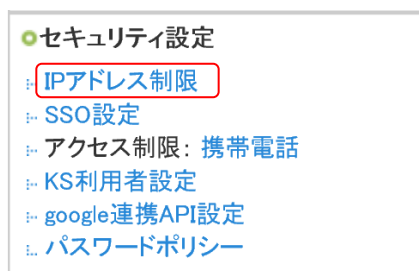 セキュリティ設定
IPアドレス制限
SSO設定
アクセス制限: 携帯電話
KS利用者設定
google連携API設定
パスワードポリシー